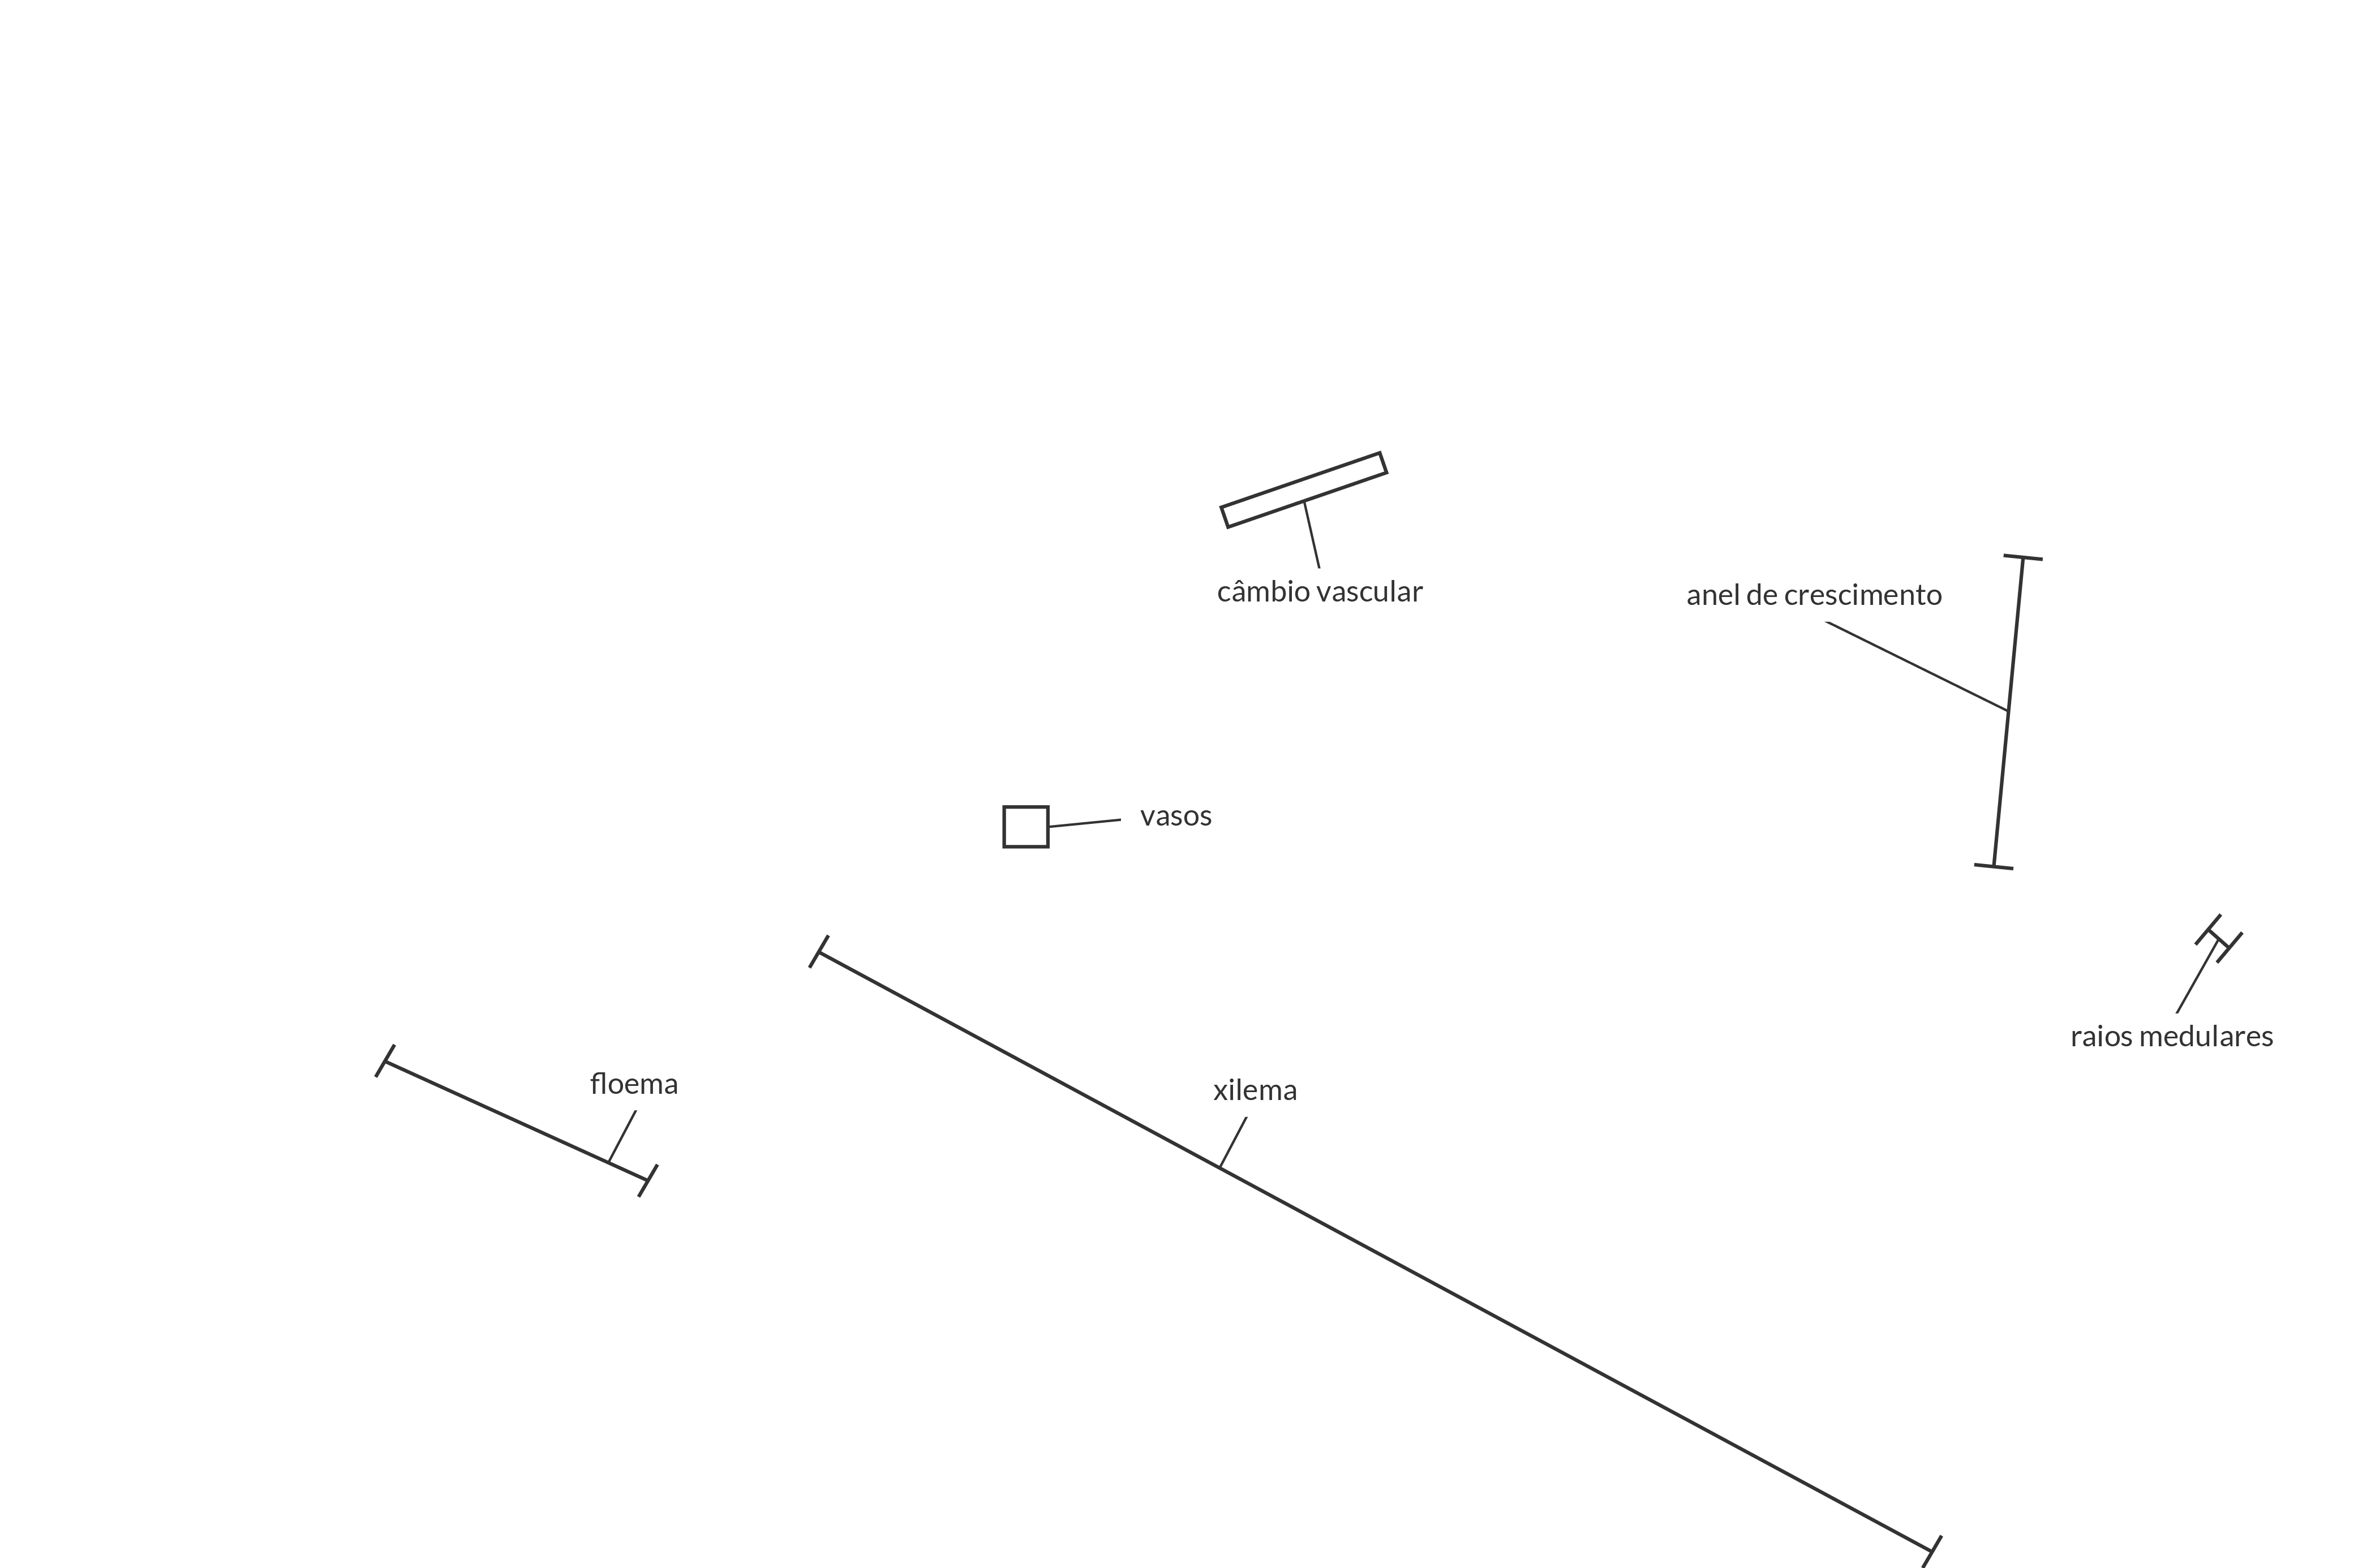 câmbio vascular
anel de crescimento
vasos
raios medulares
floema
xilema